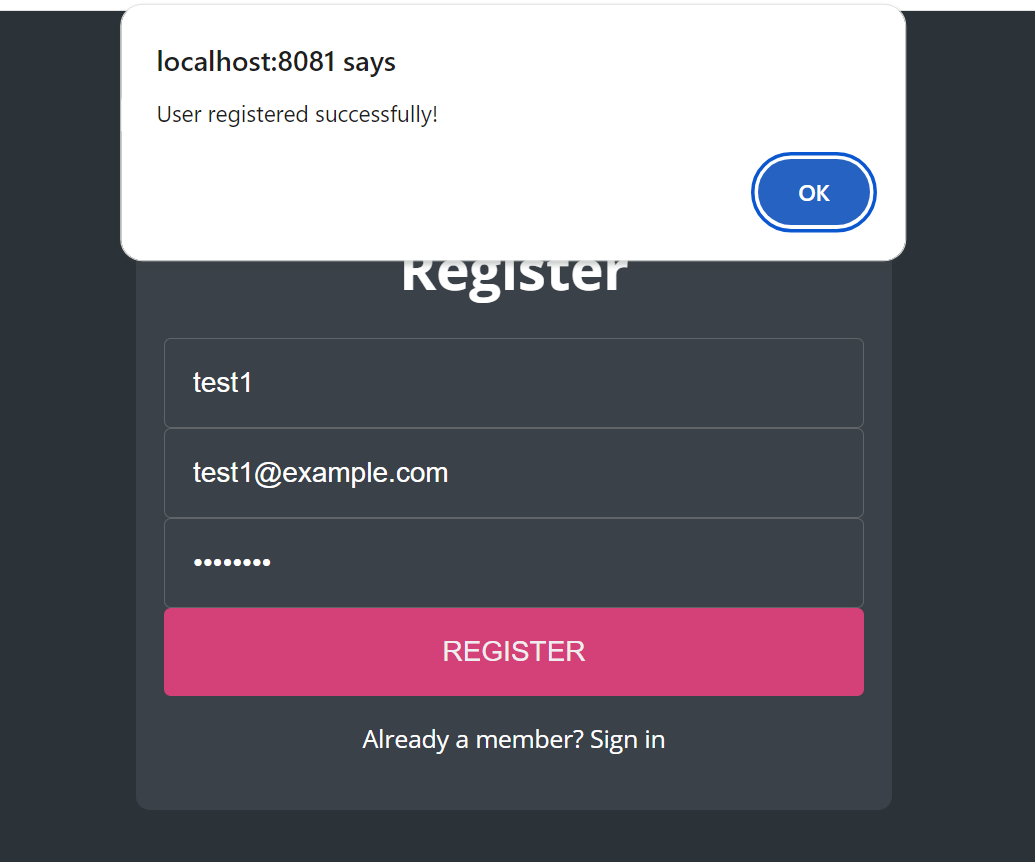 localhost:8081 says
User registered successfully!
OK
Register
test1
test1@example.com
••••••••
REGISTER
Already a member? Sign in